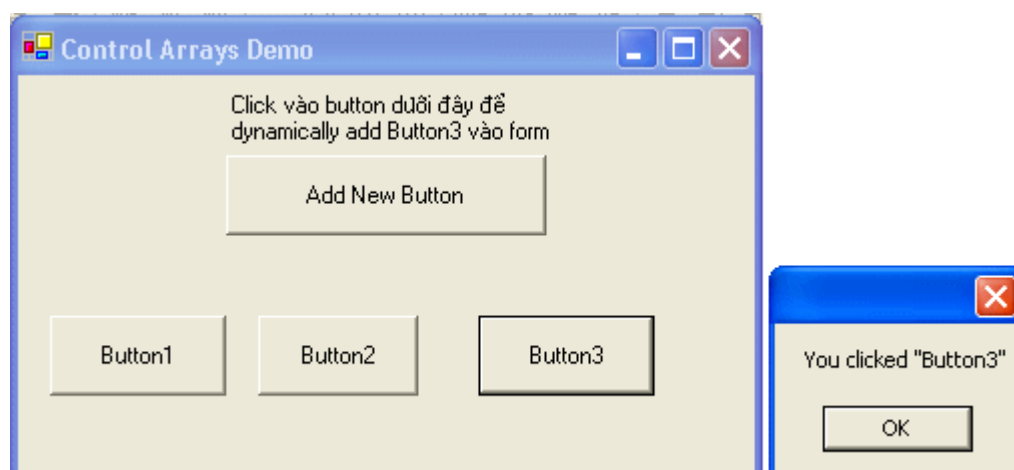 Control Arrays Demo
Click vào button dưới đây để
dynamically add Button3 vào form
Add New Button
Button1
Button2
Button3
You clicked "Button3"
OK